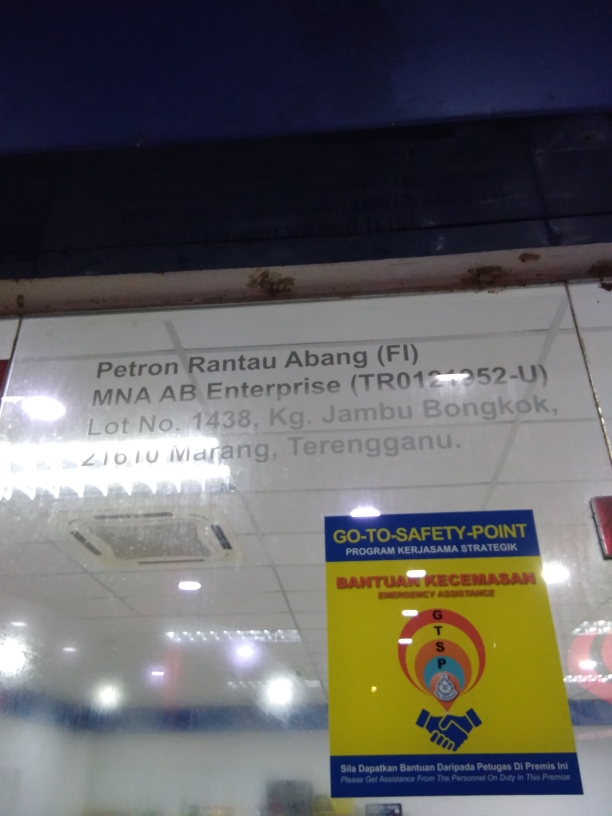 Petron Rantau Abang (FI)
MNA AB Enterprise (TR0121952-U)
Lot No. 1438, Kg. Jambu Bongkok,
21610 Marang, Terengganu.
GO-TO-SAFETY-POINT
PROGRAM KERJASAMA STRATEGIK
BANTUAN KECEMASAN
EMERGENCY ASSISTANCE
G
T
S
P
Sila Dapatkan Bantuan Daripada Petugas Di Premis Ini
Please Get Assistance From The Personnel On Duty In This Premise